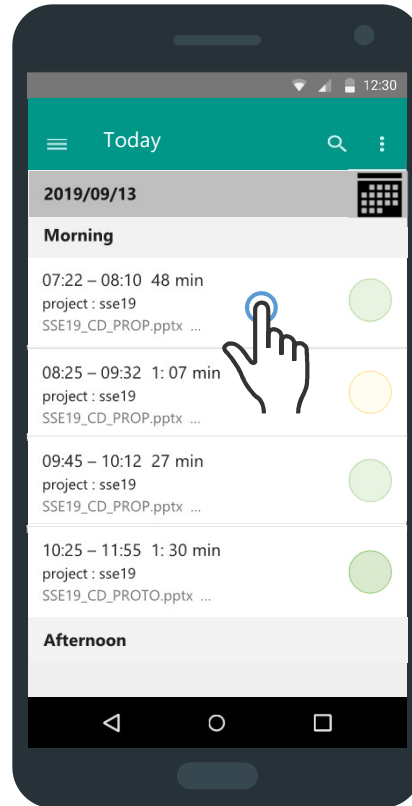 12:30
Today
2019/09/13
Morning
07:22 – 08:10  48 min
project : sse19
SSE19_CD_PROP.pptx  ...
08:25 – 09:32  1: 07 min
project : sse19
SSE19_CD_PROP.pptx  ...
09:45 – 10:12  27 min
project : sse19
SSE19_CD_PROP.pptx  ...
10:25 – 11:55  1: 30 min
project : sse19
SSE19_CD_PROTO.pptx  ...
Afternoon